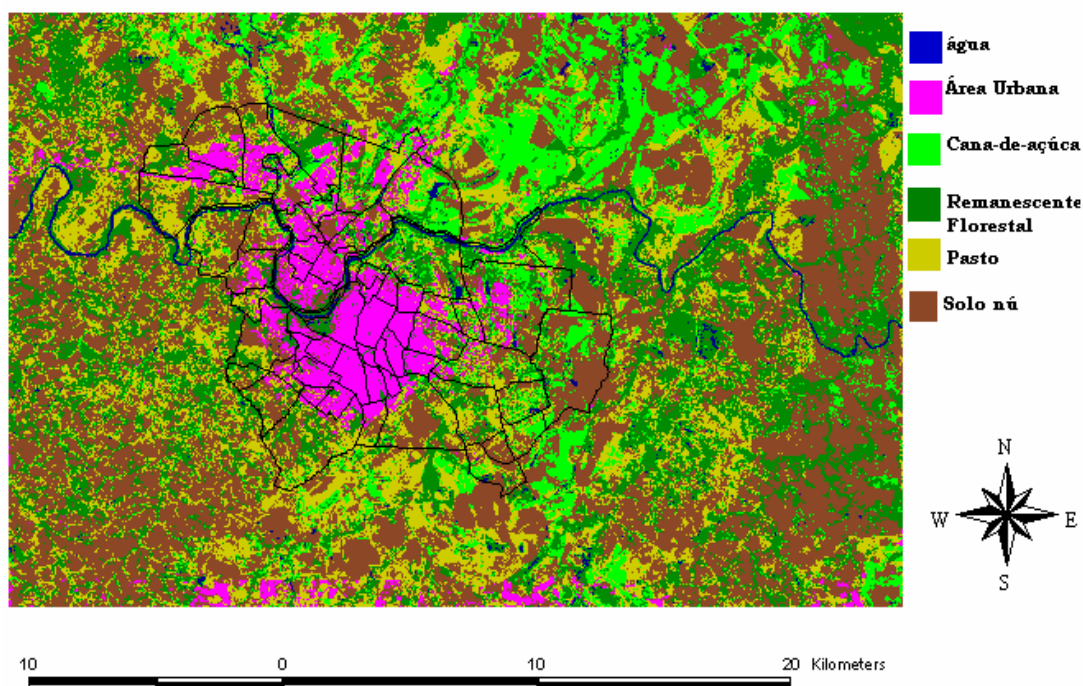 água
Área Urbana
Cana-de-açúca
Remanescente
Florestal
Pasto
Solo nú
N
W E
S
10 0 10 20 Kilometers